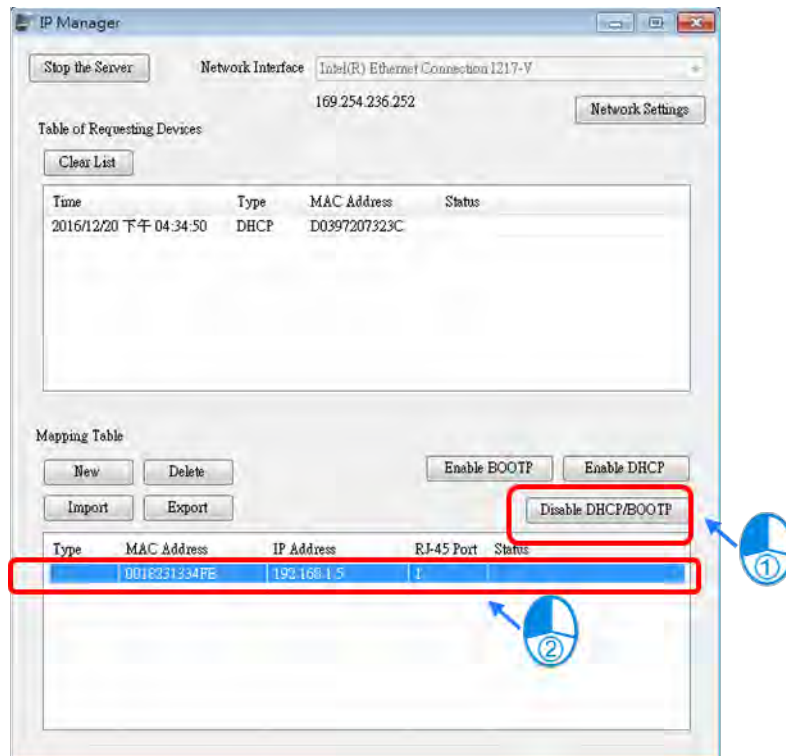 IP Manager
Stop the Server Network Interface Intel(R) Ethernet Connection I217-V
169.254.236.252
Network Settings
Table of Requesting Devices
Clear List
Time Type MAC Address Status
2016/12/20 下午 04:34:50 DHCP D0397207323C
Mapping Table
New Delete Enable BOOTP Enable DHCP
Import Export Disable DHCP/BOOTP
Type MAC Address IP Address RJ-45 Port Status
0018231334FE 192.168.1.5 1
①
②